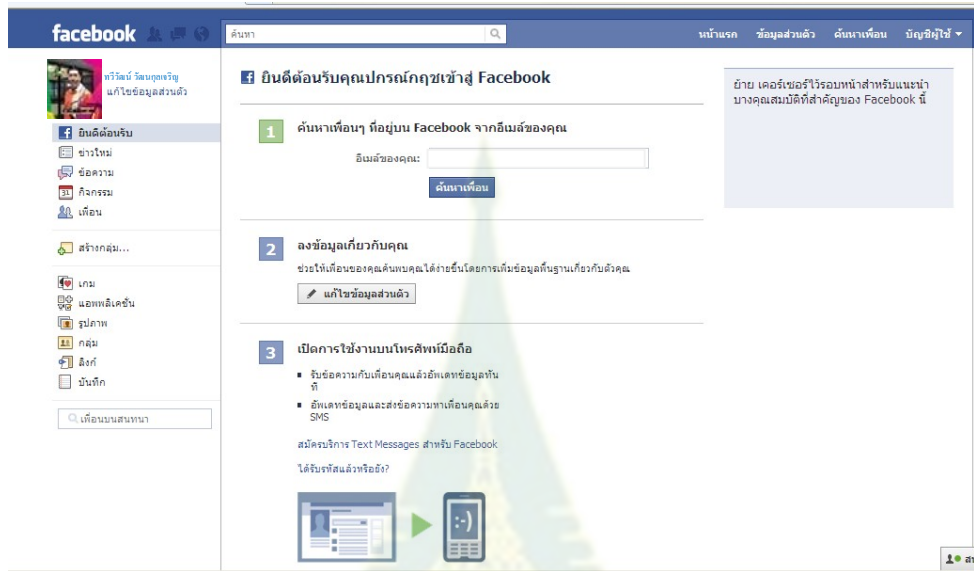 facebook
ค้นหา
หน้าแรก ข้อมูลส่วนตัว ค้นหาเพื่อน บัญชีผู้ใช้
ทวีวัฒน์ วัฒนกุลเจริญ
แก้ไขข้อมูลส่วนตัว
ยินดีต้อนรับ
ข่าวใหม่
ข้อความ
31 กิจกรรม
เพื่อน
สร้างกลุ่ม...
เกม
แอพพลิเคชั่น
รูปภาพ
กลุ่ม
ลิงก์
บันทึก
เพื่อนบนสนทนา
ยินดีต้อนรับคุณปกรณ์กฤชเข้าสู่ Facebook
1 ค้นหาเพื่อนๆ ที่อยู่บน Facebook จากอีเมล์ของคุณ
อีเมล์ของคุณ:
ค้นหาเพื่อน
2 ลงข้อมูลเกี่ยวกับคุณ
ช่วยให้เพื่อนของคุณค้นพบคุณได้ง่ายขึ้นโดยการเพิ่มข้อมูลพื้นฐานเกี่ยวกับตัวคุณ
แก้ไขข้อมูลส่วนตัว
3 เปิดการใช้งานบนโทรศัพท์มือถือ
รับข้อความกับเพื่อนคุณแล้วอัพเดทข้อมูลทัน
ที
อัพเดทข้อมูลและส่งข้อความหาเพื่อนคุณด้วย
SMS
สมัครบริการ Text Messages สำหรับ Facebook
ได้รับรหัสแล้วหรือยัง?
:-)
ย้าย เคอร์เซอร์ไว้รอบหน้าสำหรับแนะนำ
บางคุณสมบัติที่สำคัญของ Facebook นี้